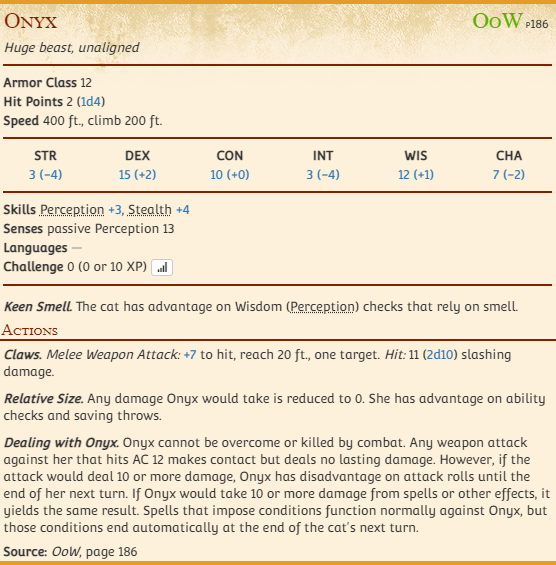 Onyx
OoW p186
Huge beast, unaligned
Armor Class 12
Hit Points 2 (1d4)
Speed 400 ft., climb 200 ft.
STR DEX CON INT WIS CHA
3 (−4) 15 (+2) 10 (+0) 3 (−4) 12 (+1) 7 (−2)
Skills Perception +3, Stealth +4
Senses passive Perception 13
Languages —
Challenge 0 (0 or 10 XP)
Keen Smell. The cat has advantage on Wisdom (Perception) checks that rely on smell.
Actions
Claws. Melee Weapon Attack: +7 to hit, reach 20 ft., one target. Hit: 11 (2d10) slashing
damage.
Relative Size. Any damage Onyx would take is reduced to 0. She has advantage on ability
checks and saving throws.
Dealing with Onyx. Onyx cannot be overcome or killed by combat. Any weapon attack
against her that hits AC 12 makes contact but deals no lasting damage. However, if the
attack would deal 10 or more damage, Onyx has disadvantage on attack rolls until the
end of her next turn. If Onyx would take 10 or more damage from spells or other effects, it
yields the same result. Spells that impose conditions function normally against Onyx, but
those conditions end automatically at the end of the cat's next turn.
Source: OoW, page 186